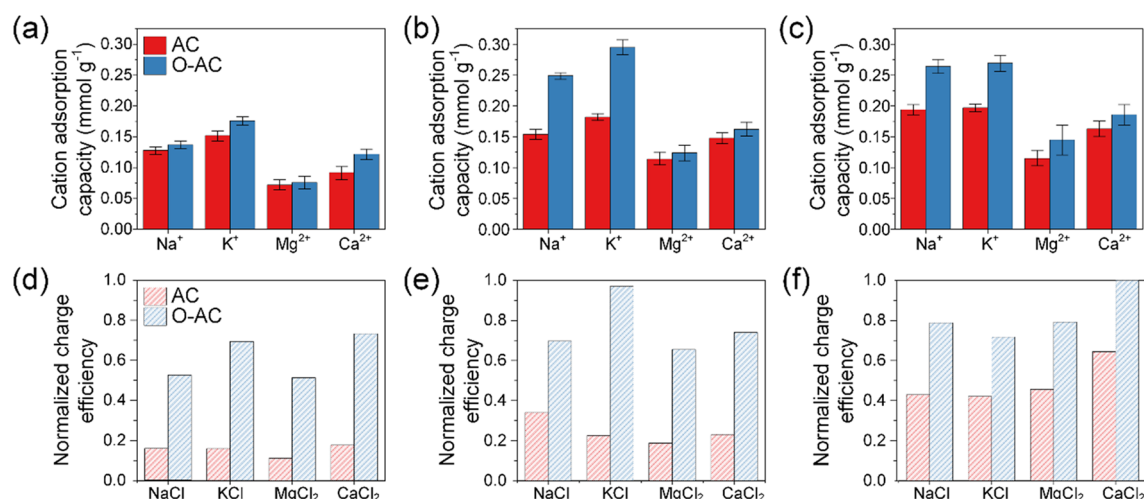 (a)
AC
O-AC
Cation adsorption
capacity (mmol g⁻¹)
0.30
0.25
0.20
0.15
0.10
0.05
0.00
Na⁺ K⁺ Mg²⁺ Ca²⁺
(b)
Cation adsorption
capacity (mmol g⁻¹)
0.30
0.25
0.20
0.15
0.10
0.05
0.00
Na⁺ K⁺ Mg²⁺ Ca²⁺
(c)
Cation adsorption
capacity (mmol g⁻¹)
0.30
0.25
0.20
0.15
0.10
0.05
0.00
Na⁺ K⁺ Mg²⁺ Ca²⁺
(d)
AC
O-AC
Normalized charge
efficiency
1.0
0.8
0.6
0.4
0.2
0.0
NaCl KCl MgCl₂ CaCl₂
(e)
Normalized charge
efficiency
1.0
0.8
0.6
0.4
0.2
0.0
NaCl KCl MgCl₂ CaCl₂
(f)
Normalized charge
efficiency
1.0
0.8
0.6
0.4
0.2
0.0
NaCl KCl MgCl₂ CaCl₂